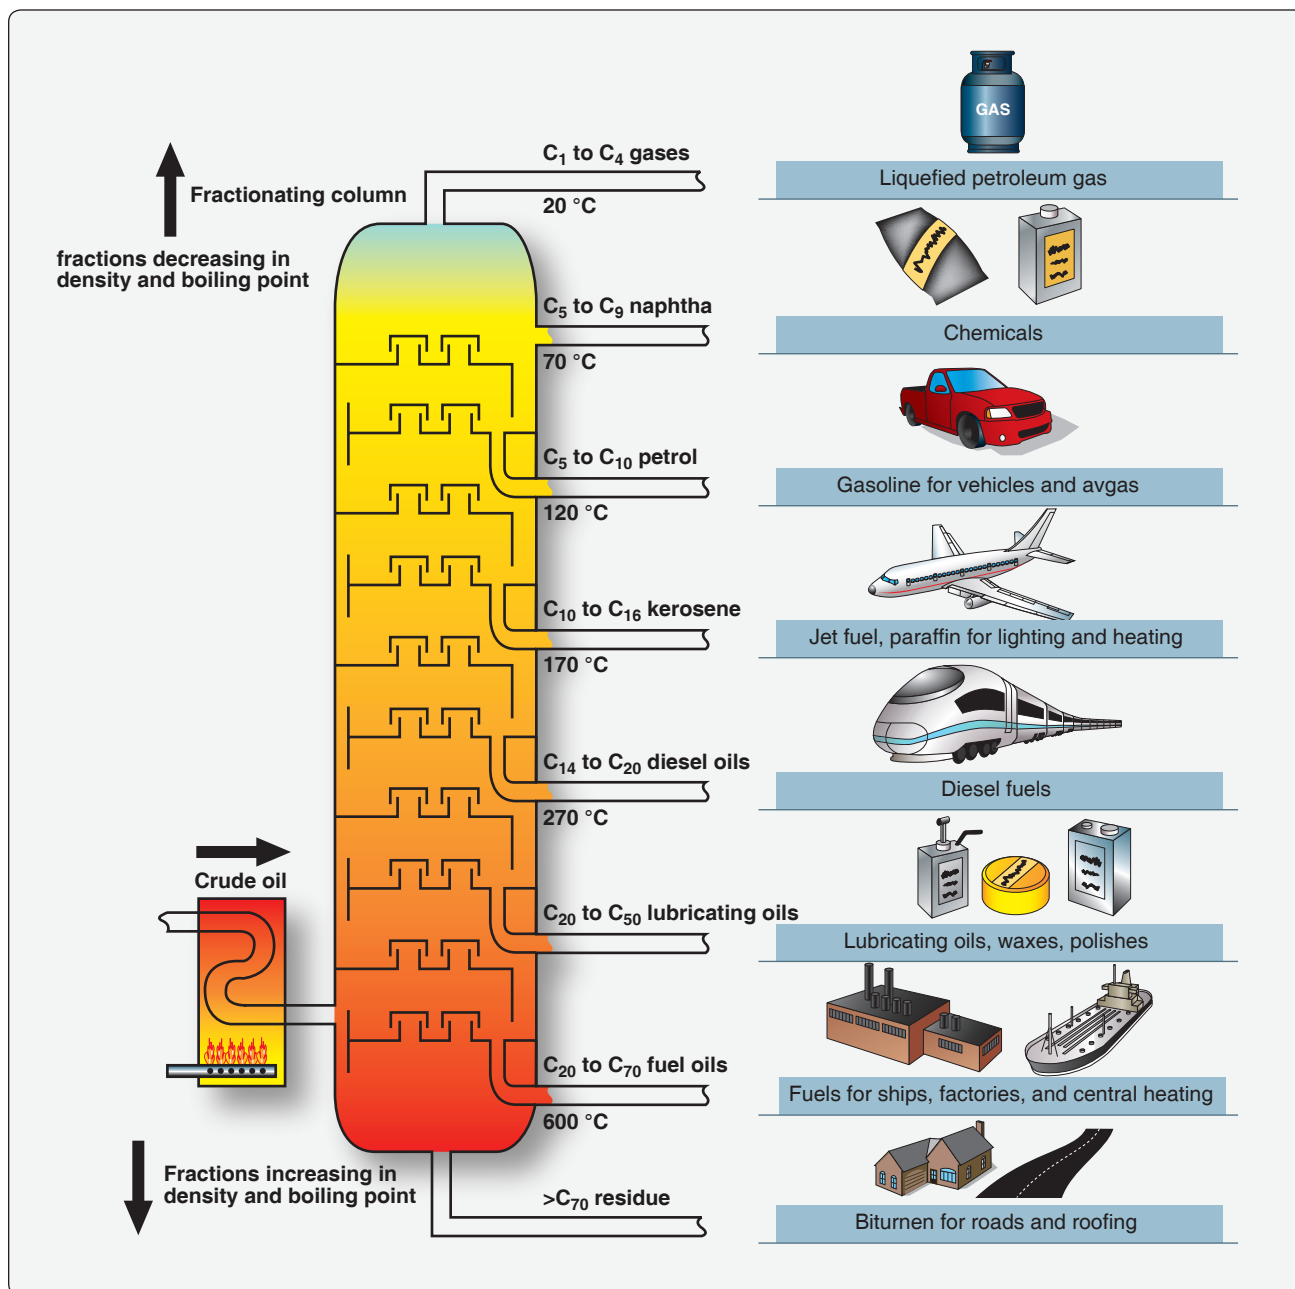 GAS
C₁ to C₄ gases
Liquefied petroleum gas
Fractionating column
20 °C
fractions decreasing in
density and boiling point
C₅ to C₉ naphtha
Chemicals
70 °C
C₅ to C₁₀ petrol
Gasoline for vehicles and avgas
120 °C
C₁₀ to C₁₆ kerosene
Jet fuel, paraffin for lighting and heating
170 °C
C₁₄ to C₂₀ diesel oils
Diesel fuels
270 °C
Crude oil
C₂₀ to C₅₀ lubricating oils
Lubricating oils, waxes, polishes
C₂₀ to C₇₀ fuel oils
Fuels for ships, factories, and central heating
600 °C
Fractions increasing in
density and boiling point
>C₇₀ residue
Biturnen for roads and roofing